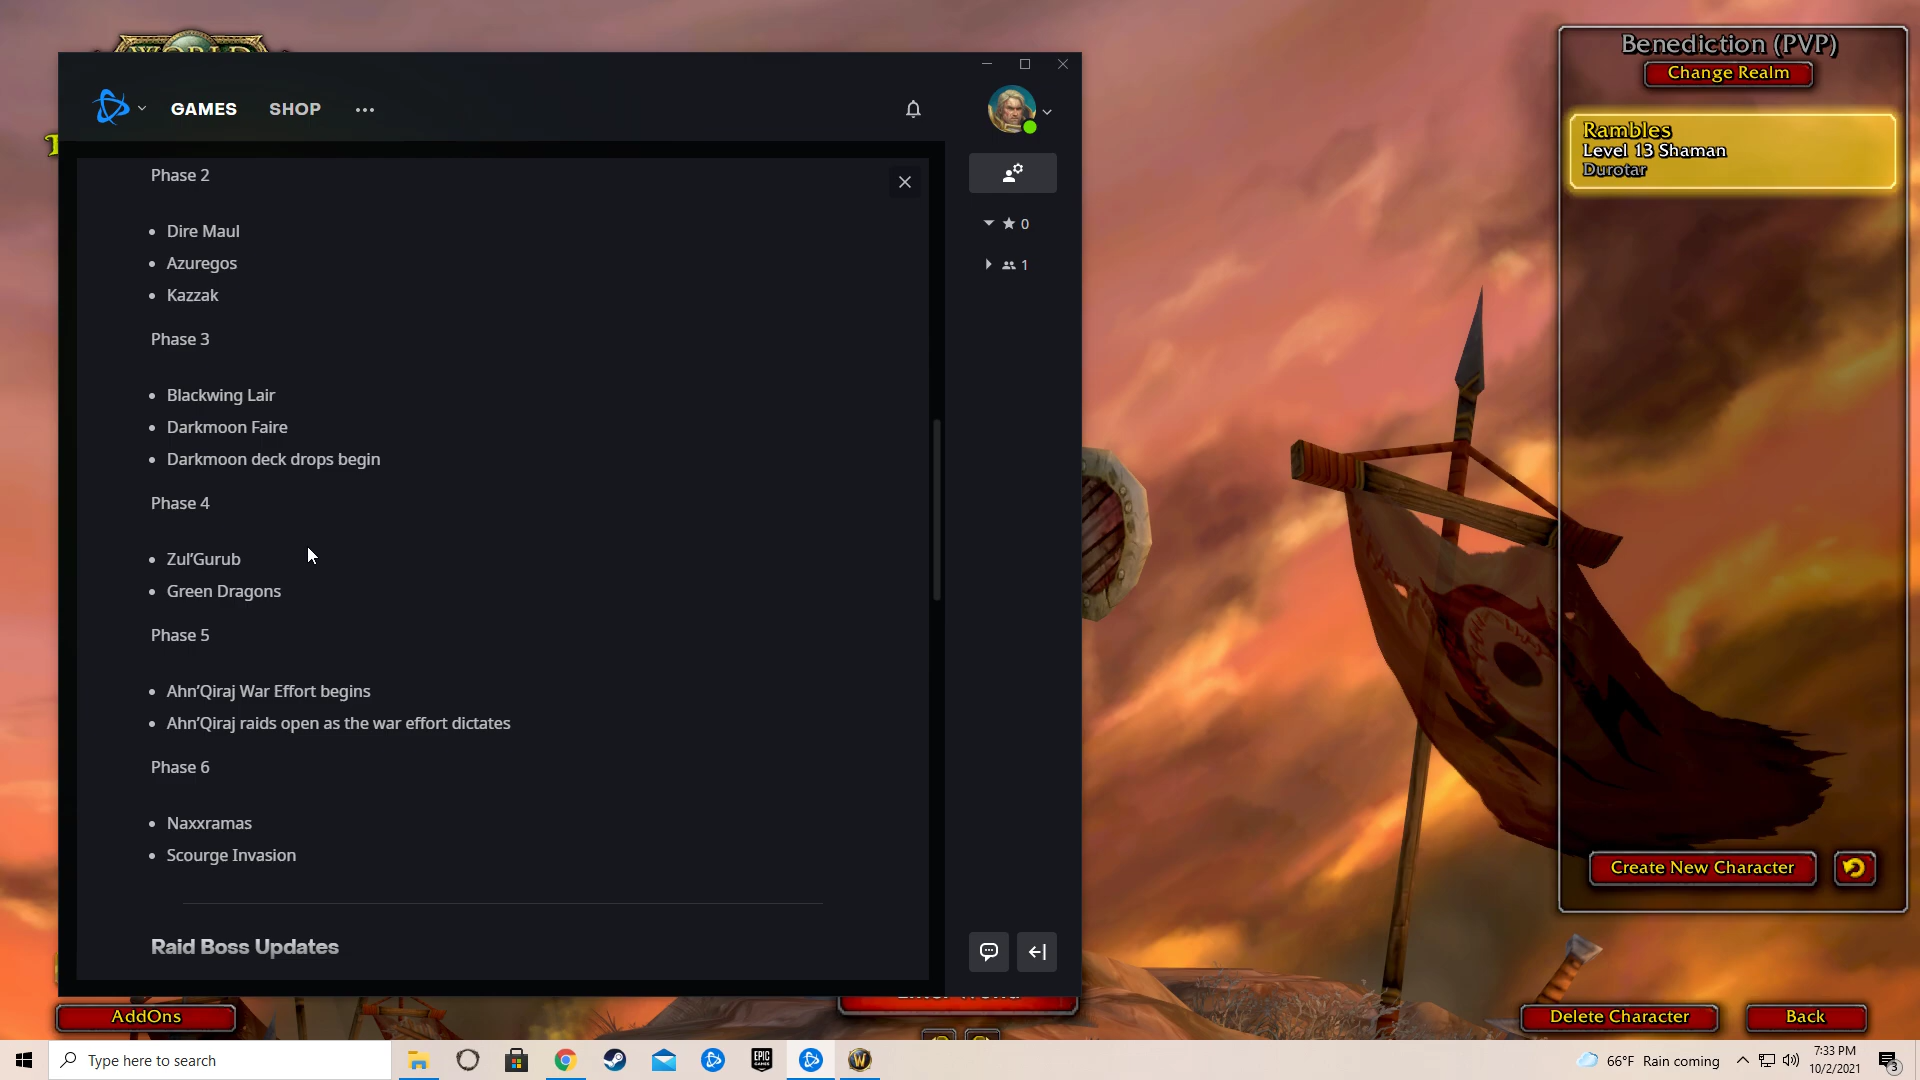 WORLD
GAMES
SHOP
Phase 2
Dire Maul
Azuregos
Kazzak
Phase 3
Blackwing Lair
Darkmoon Faire
Darkmoon deck drops begin
Phase 4
Zul'Gurub
Green Dragons
Phase 5
Ahn'Qiraj War Effort begins
Ahn'Qiraj raids open as the war effort dictates
Phase 6
Naxxramas
Scourge Invasion
Raid Boss Updates
0
1
Benediction (PVP)
Change Realm
Rambles
Level 13 Shaman
Durotar
Create New Character
AddOns
Delete Character
Back
Type here to search
EPIC
GAMES
66°F Rain coming
7:33 PM
10/2/2021
3